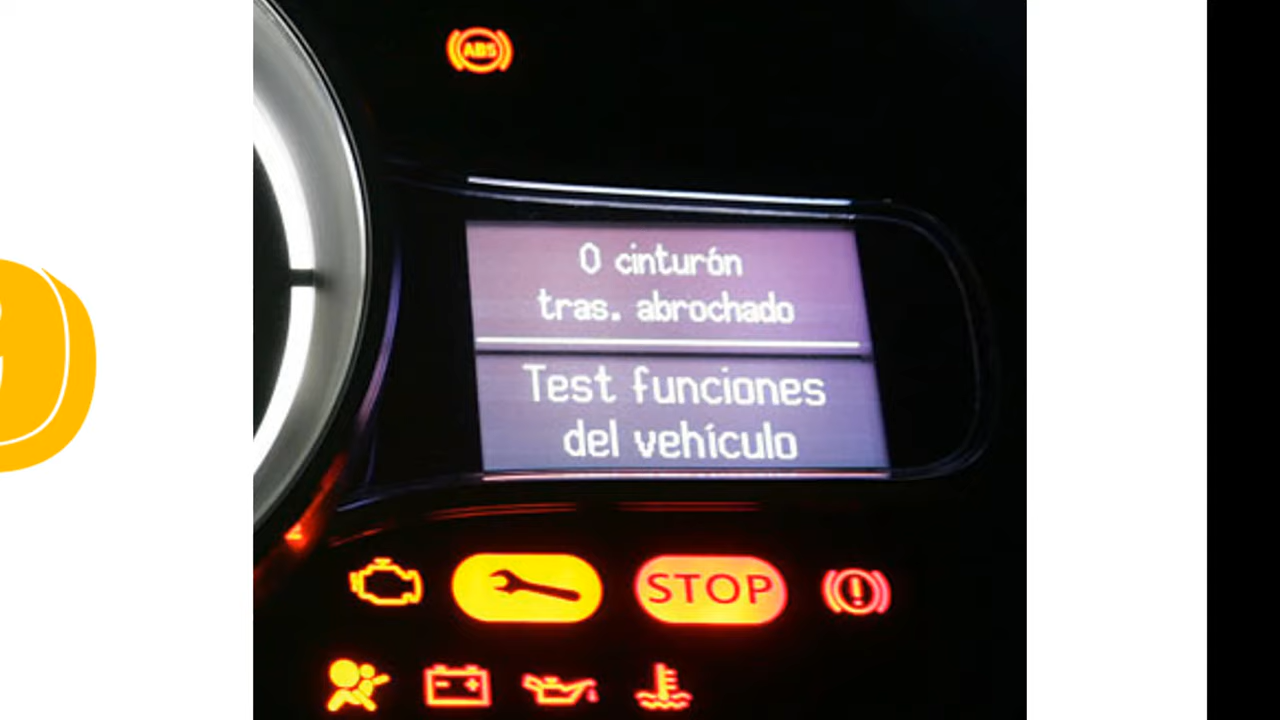 ABS
0 cinturón
tras. abrochado
Test funciones
del vehículo
STOP